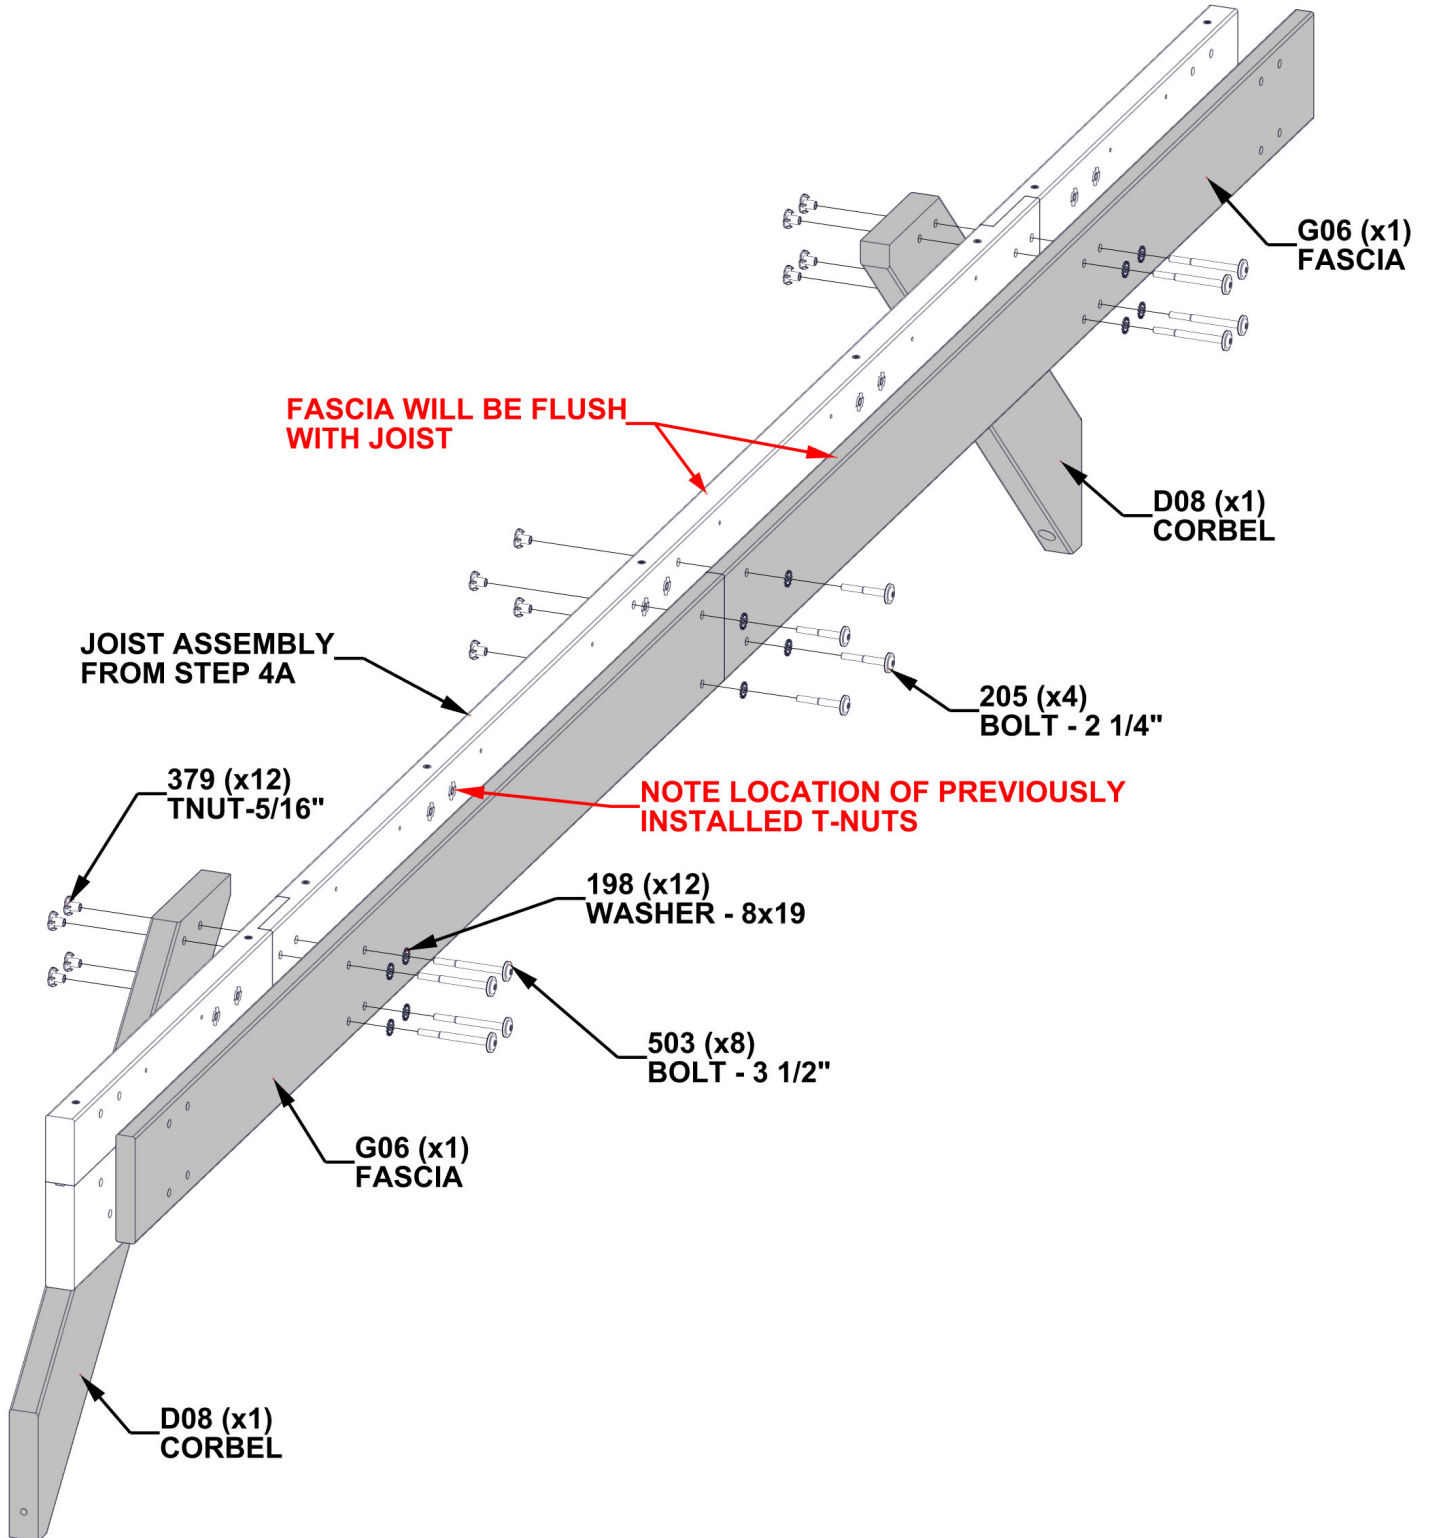 G06 (x1)
FASCIA
FASCIA WILL BE FLUSH
WITH JOIST
D08 (x1)
CORBEL
JOIST ASSEMBLY
FROM STEP 4A
205 (x4)
BOLT - 2 1/4"
379 (x12)
TNUT-5/16"
NOTE LOCATION OF PREVIOUSLY
INSTALLED T-NUTS
198 (x12)
WASHER - 8x19
503 (x8)
BOLT - 3 1/2"
G06 (x1)
FASCIA
D08 (x1)
CORBEL